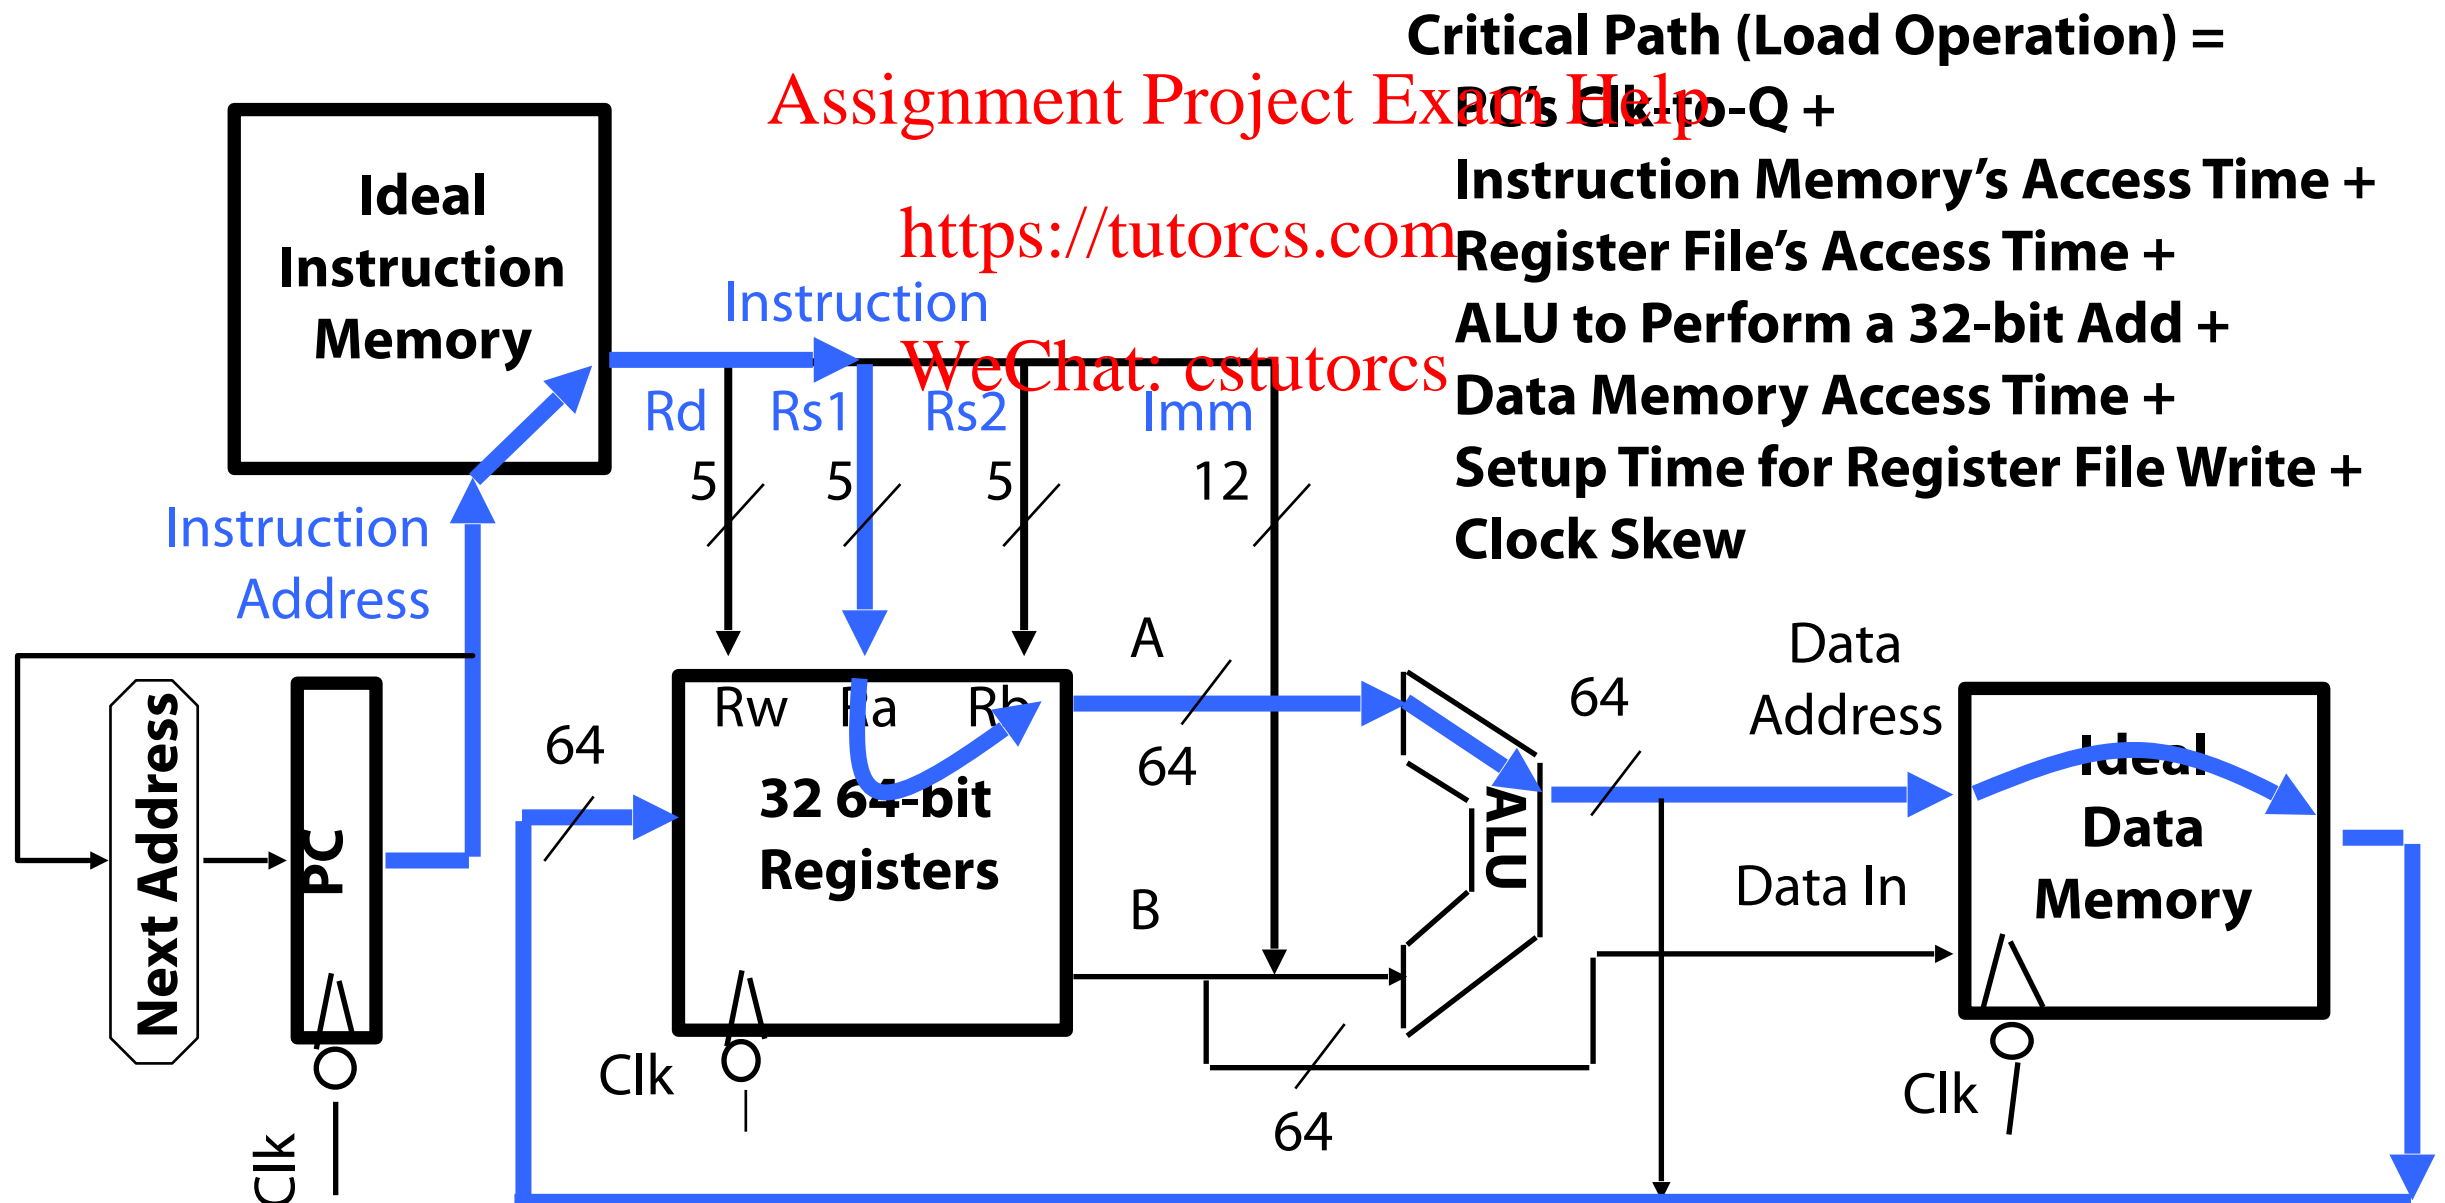 Critical Path (Load Operation) =
PC's Clk-to-Q +
Instruction Memory’s Access Time +
Register File’s Access Time +
ALU to Perform a 32-bit Add +
Data Memory Access Time +
Setup Time for Register File Write +
Clock Skew
Assignment Project Exam Help
https://tutorcs.com
WeChat: cstutorcs
Ideal
Instruction
Memory
Instruction
Rd
Rs1
Rs2
Imm
5
5
5
12
Instruction
Address
Next Address
PC
Clk
64
Rw
Ra
Rb
32 64-bit
Registers
Clk
A
64
B
64
ALU
64
Data
Address
Data In
Ideal
Data
Memory
Clk